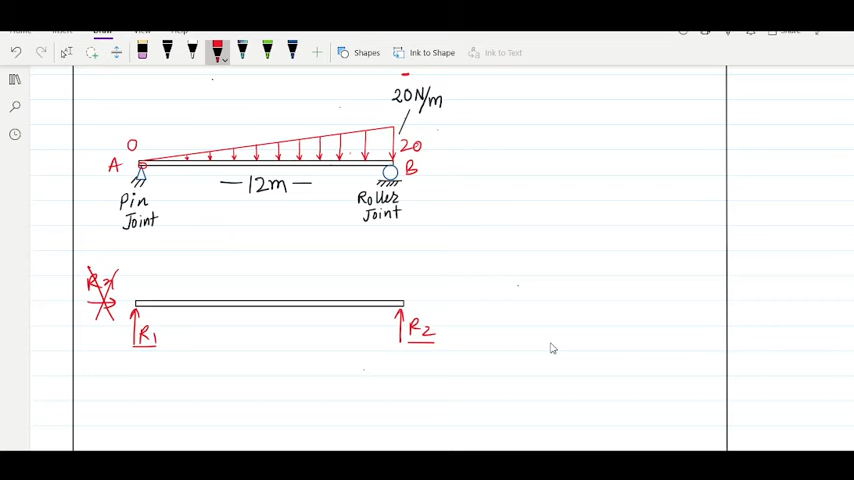 Home Insert Draw View Help Share
Shapes Ink to Shape Ink to Text
20N/m
0
20
A
B
12m
Pin
Joint
Roller
Joint
R1
R2